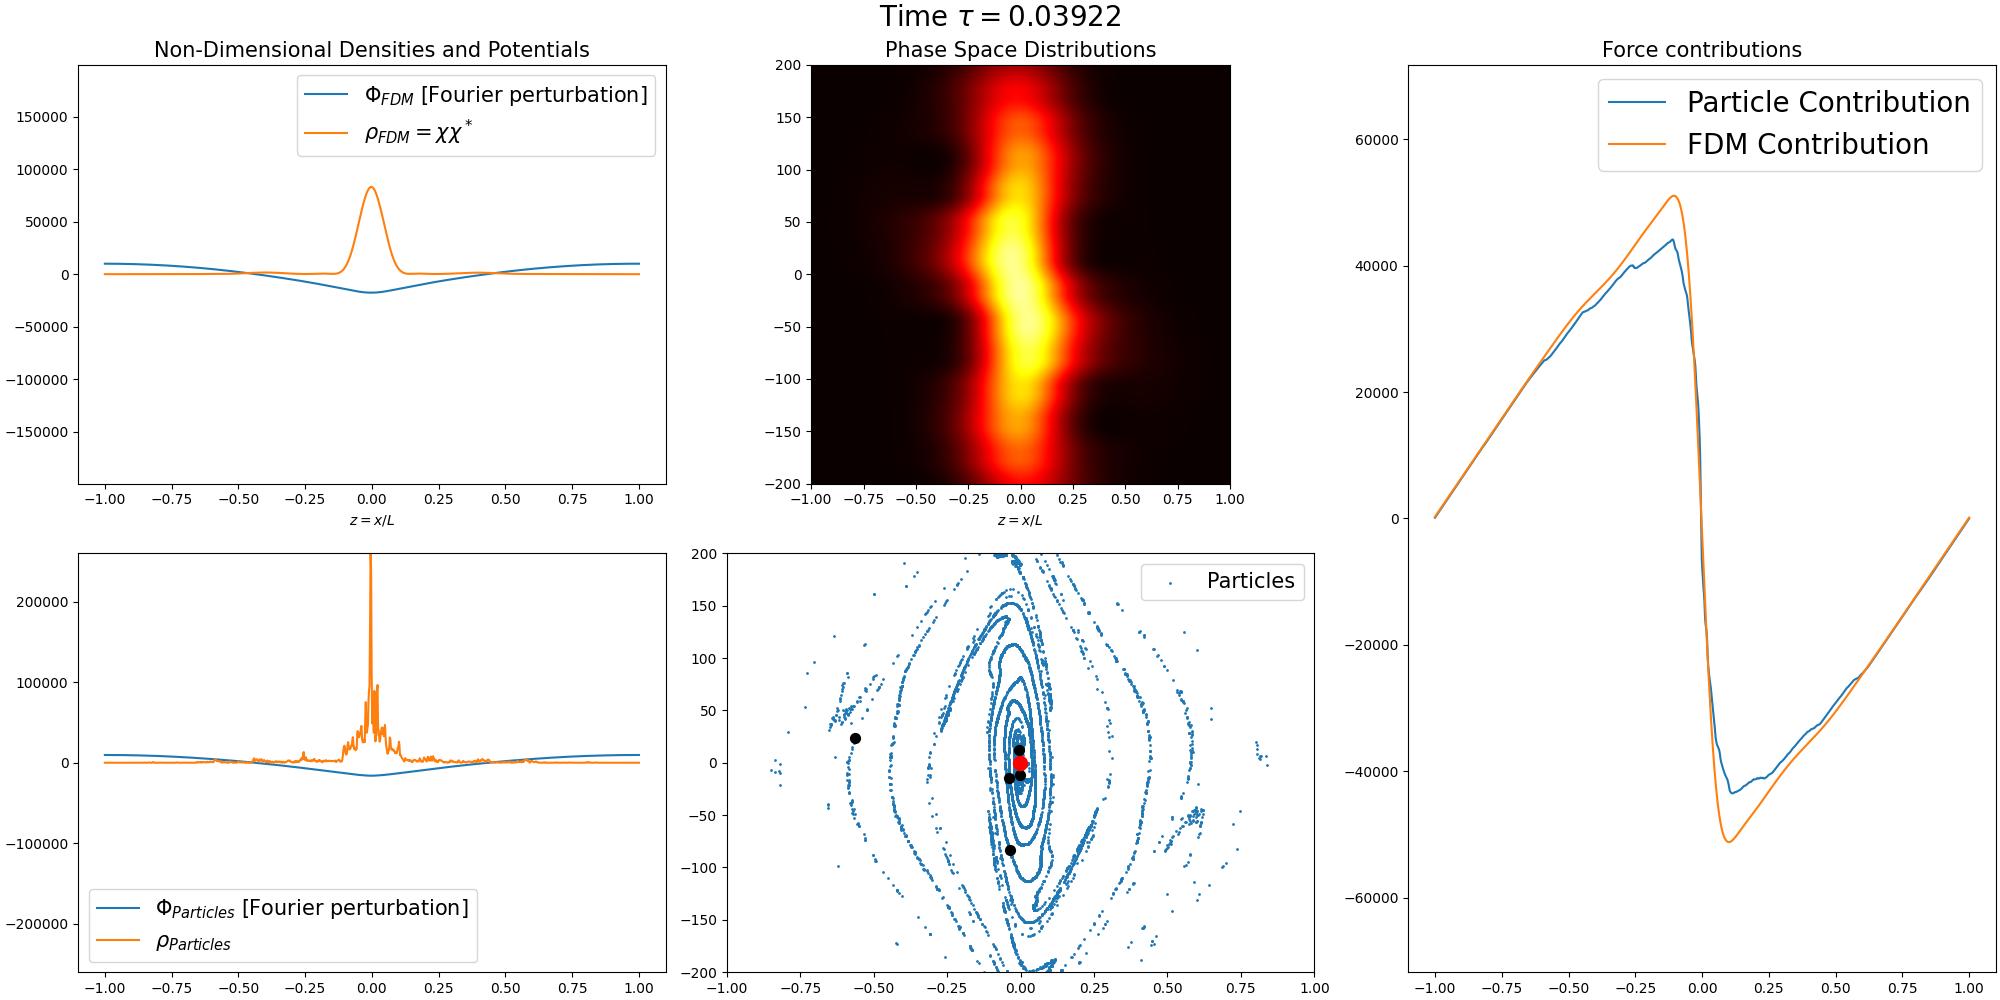 Time τ = 0.03922
Non-Dimensional Densities and Potentials
Φ_FDM [Fourier perturbation]
ρ_FDM = χχ*
150000
100000
50000
0
−50000
−100000
−150000
−1.00 −0.75 −0.50 −0.25 0.00 0.25 0.50 0.75 1.00
z = x/L
Phase Space Distributions
200
150
100
50
0
−50
−100
−150
−200
−1.00 −0.75 −0.50 −0.25 0.00 0.25 0.50 0.75 1.00
z = x/L
Force contributions
Particle Contribution
FDM Contribution
60000
40000
20000
0
−20000
−40000
−60000
−1.00 −0.75 −0.50 −0.25 0.00 0.25 0.50 0.75 1.00
200000
100000
0
−100000
−200000
Φ_Particles [Fourier perturbation]
ρ_Particles
−1.00 −0.75 −0.50 −0.25 0.00 0.25 0.50 0.75 1.00
Particles
200
150
100
50
0
−50
−100
−150
−200
−1.00 −0.75 −0.50 −0.25 0.00 0.25 0.50 0.75 1.00